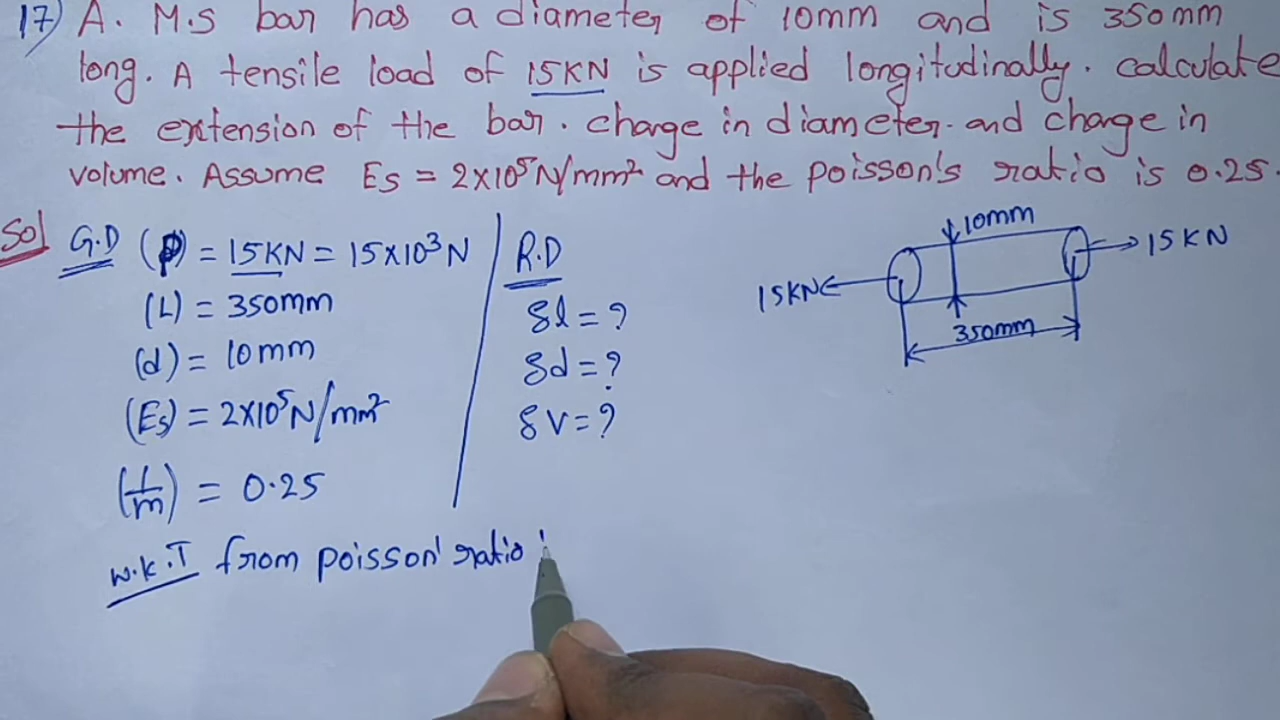 17) A. M.S bar has a diameter of 10mm and is 350mm
long. A tensile load of 15KN is applied longitudinally. calculate
the extension of the bar. change in diameter. and change in
volume. Assume Es = 2x10⁵N/mm² and the poisson's ratio is 0.25.
Sol G.D (P) = 15KN = 15x10³N
(L) = 350mm
(d) = 10mm
(Es) = 2x10⁵N/mm²
(1/m) = 0.25
R.D
δl = ?
δd = ?
δv = ?
10mm
15KN
15KN
350mm
w.k.T from poisson' ratio